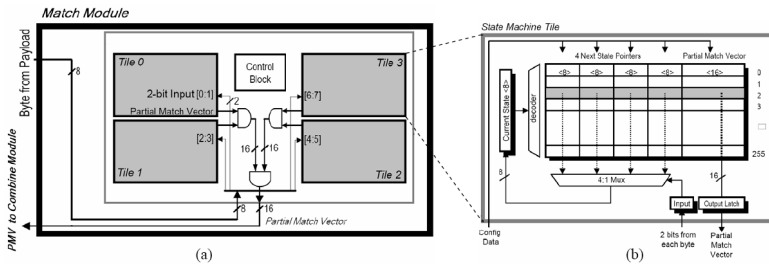 Match Module
Byte from Payload
8
Tile 0
Control
Block
Tile 3
2-bit Input [0:1]
2
[6:7]
Partial Match Vector
[2:3]
[4:5]
16
16
Tile 1
Tile 2
8
16
Partial Match Vector
PMV to Combine Module
(a)
State Machine Tile
4 Next State Pointers
Partial Match Vector
<8>
<8>
<8>
<8>
<16>
0
1
2
3
255
Current State <8>
decoder
8
16
4:1 Mux
Input
Output Latch
Config
Data
2 bits from
each byte
Partial
Match
Vector
(b)